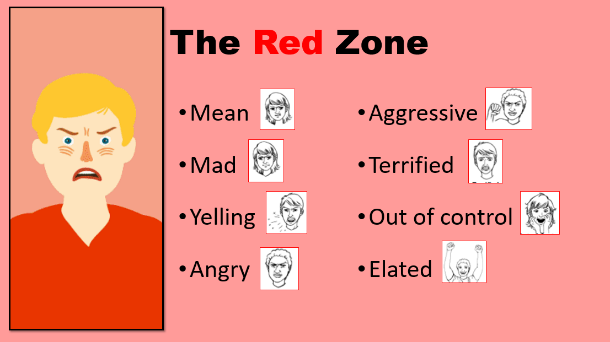 The Red Zone
• Mean
• Mad
• Yelling
• Angry
• Aggressive
• Terrified
• Out of control
• Elated